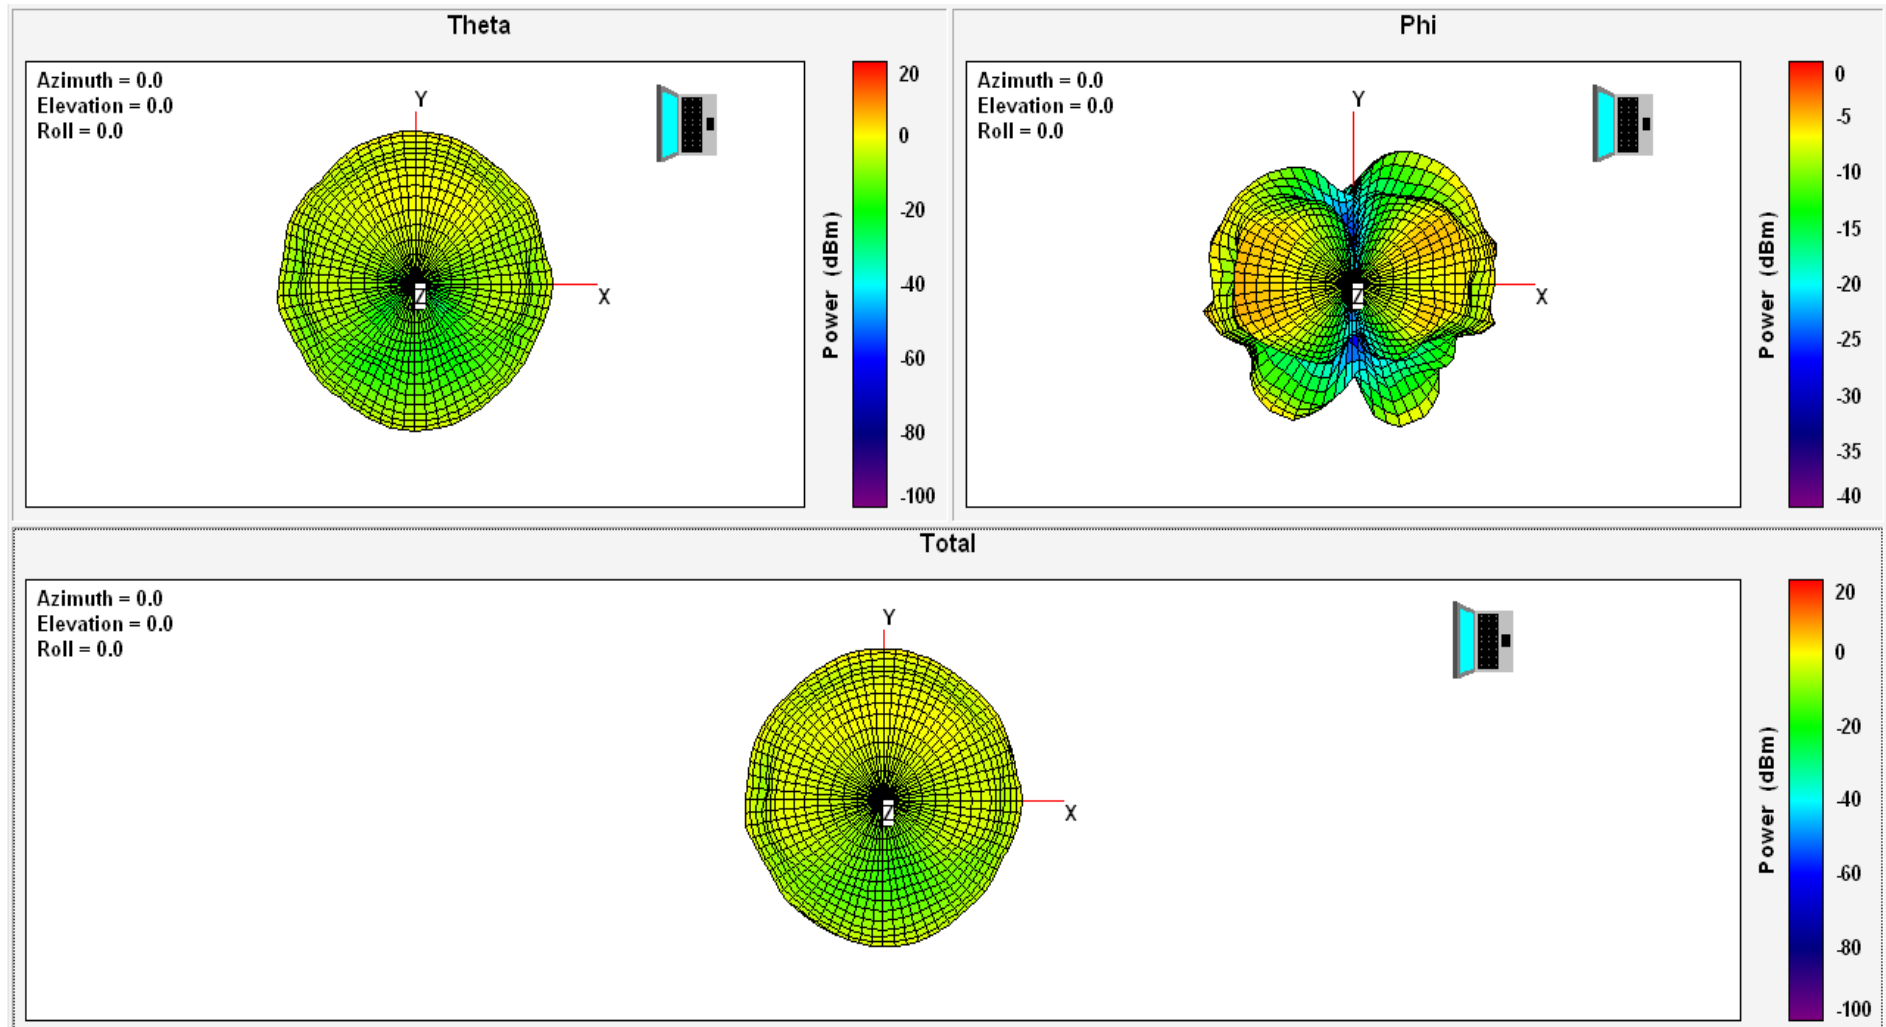 Theta
Azimuth = 0.0
Elevation = 0.0
Roll = 0.0
Y
X
Z
Power (dBm)
20
0
-20
-40
-60
-80
-100
Phi
Azimuth = 0.0
Elevation = 0.0
Roll = 0.0
Y
X
Z
Power (dBm)
0
-5
-10
-15
-20
-25
-30
-35
-40
Total
Azimuth = 0.0
Elevation = 0.0
Roll = 0.0
Y
X
Z
Power (dBm)
20
0
-20
-40
-60
-80
-100